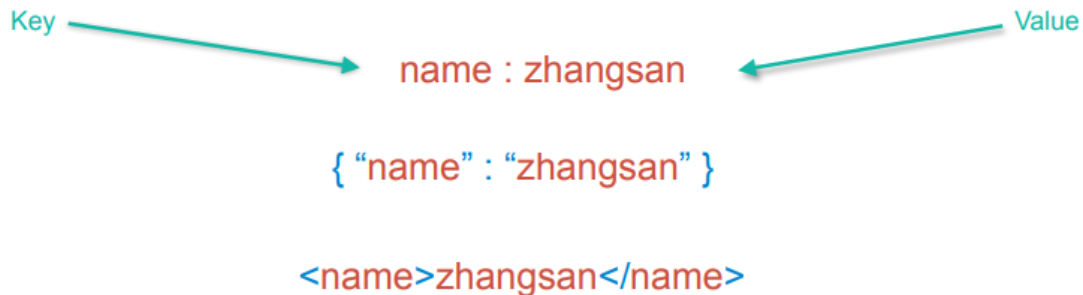 Key
Value
name : zhangsan
{ “name” : “zhangsan” }
<name>zhangsan</name>